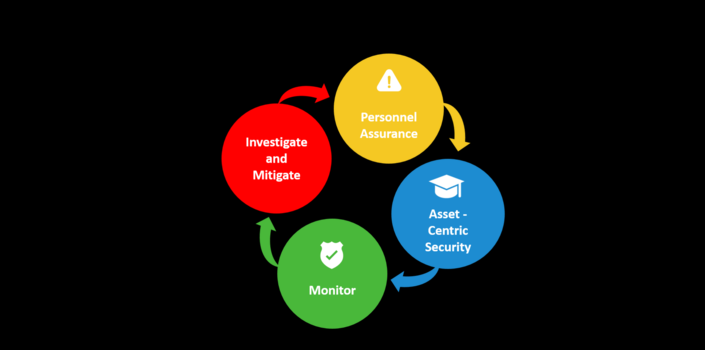 Personnel
Assurance
Asset -
Centric
Security
Monitor
Investigate
and
Mitigate